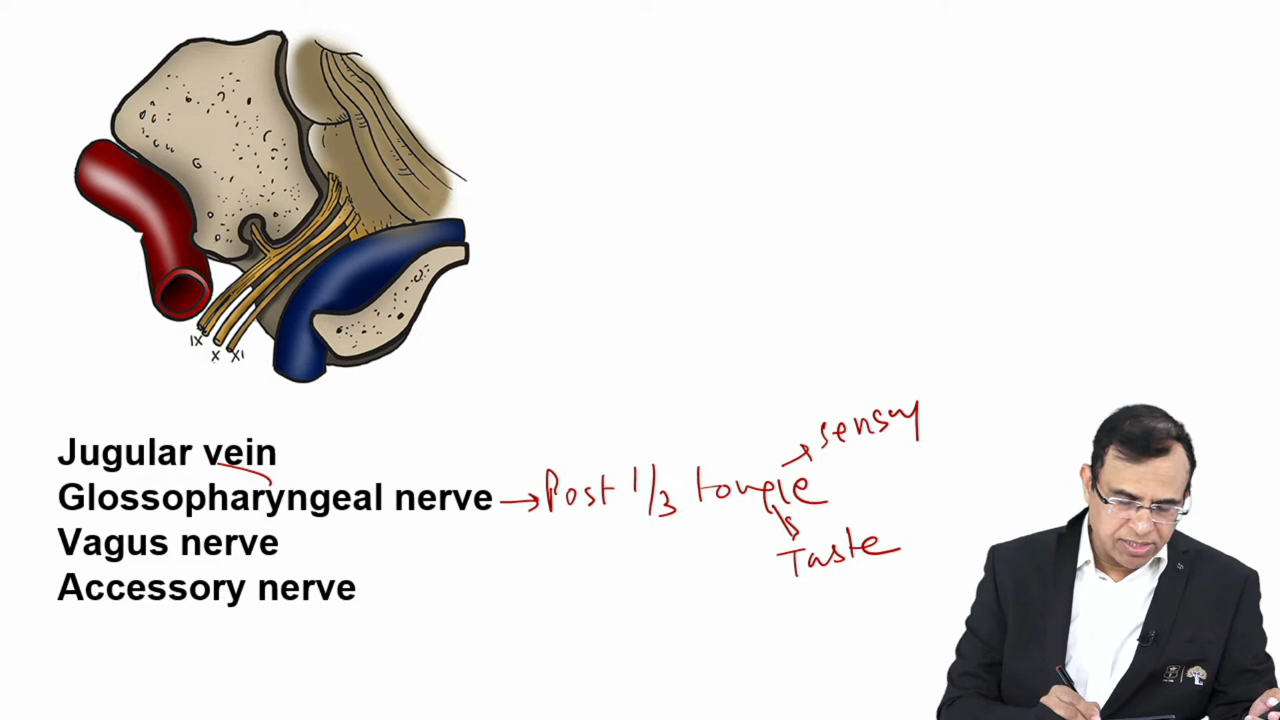 IX
X XI
Jugular vein
Glossopharyngeal nerve → Post 1/3 tongue
Vagus nerve
Accessory nerve
sensory
Taste